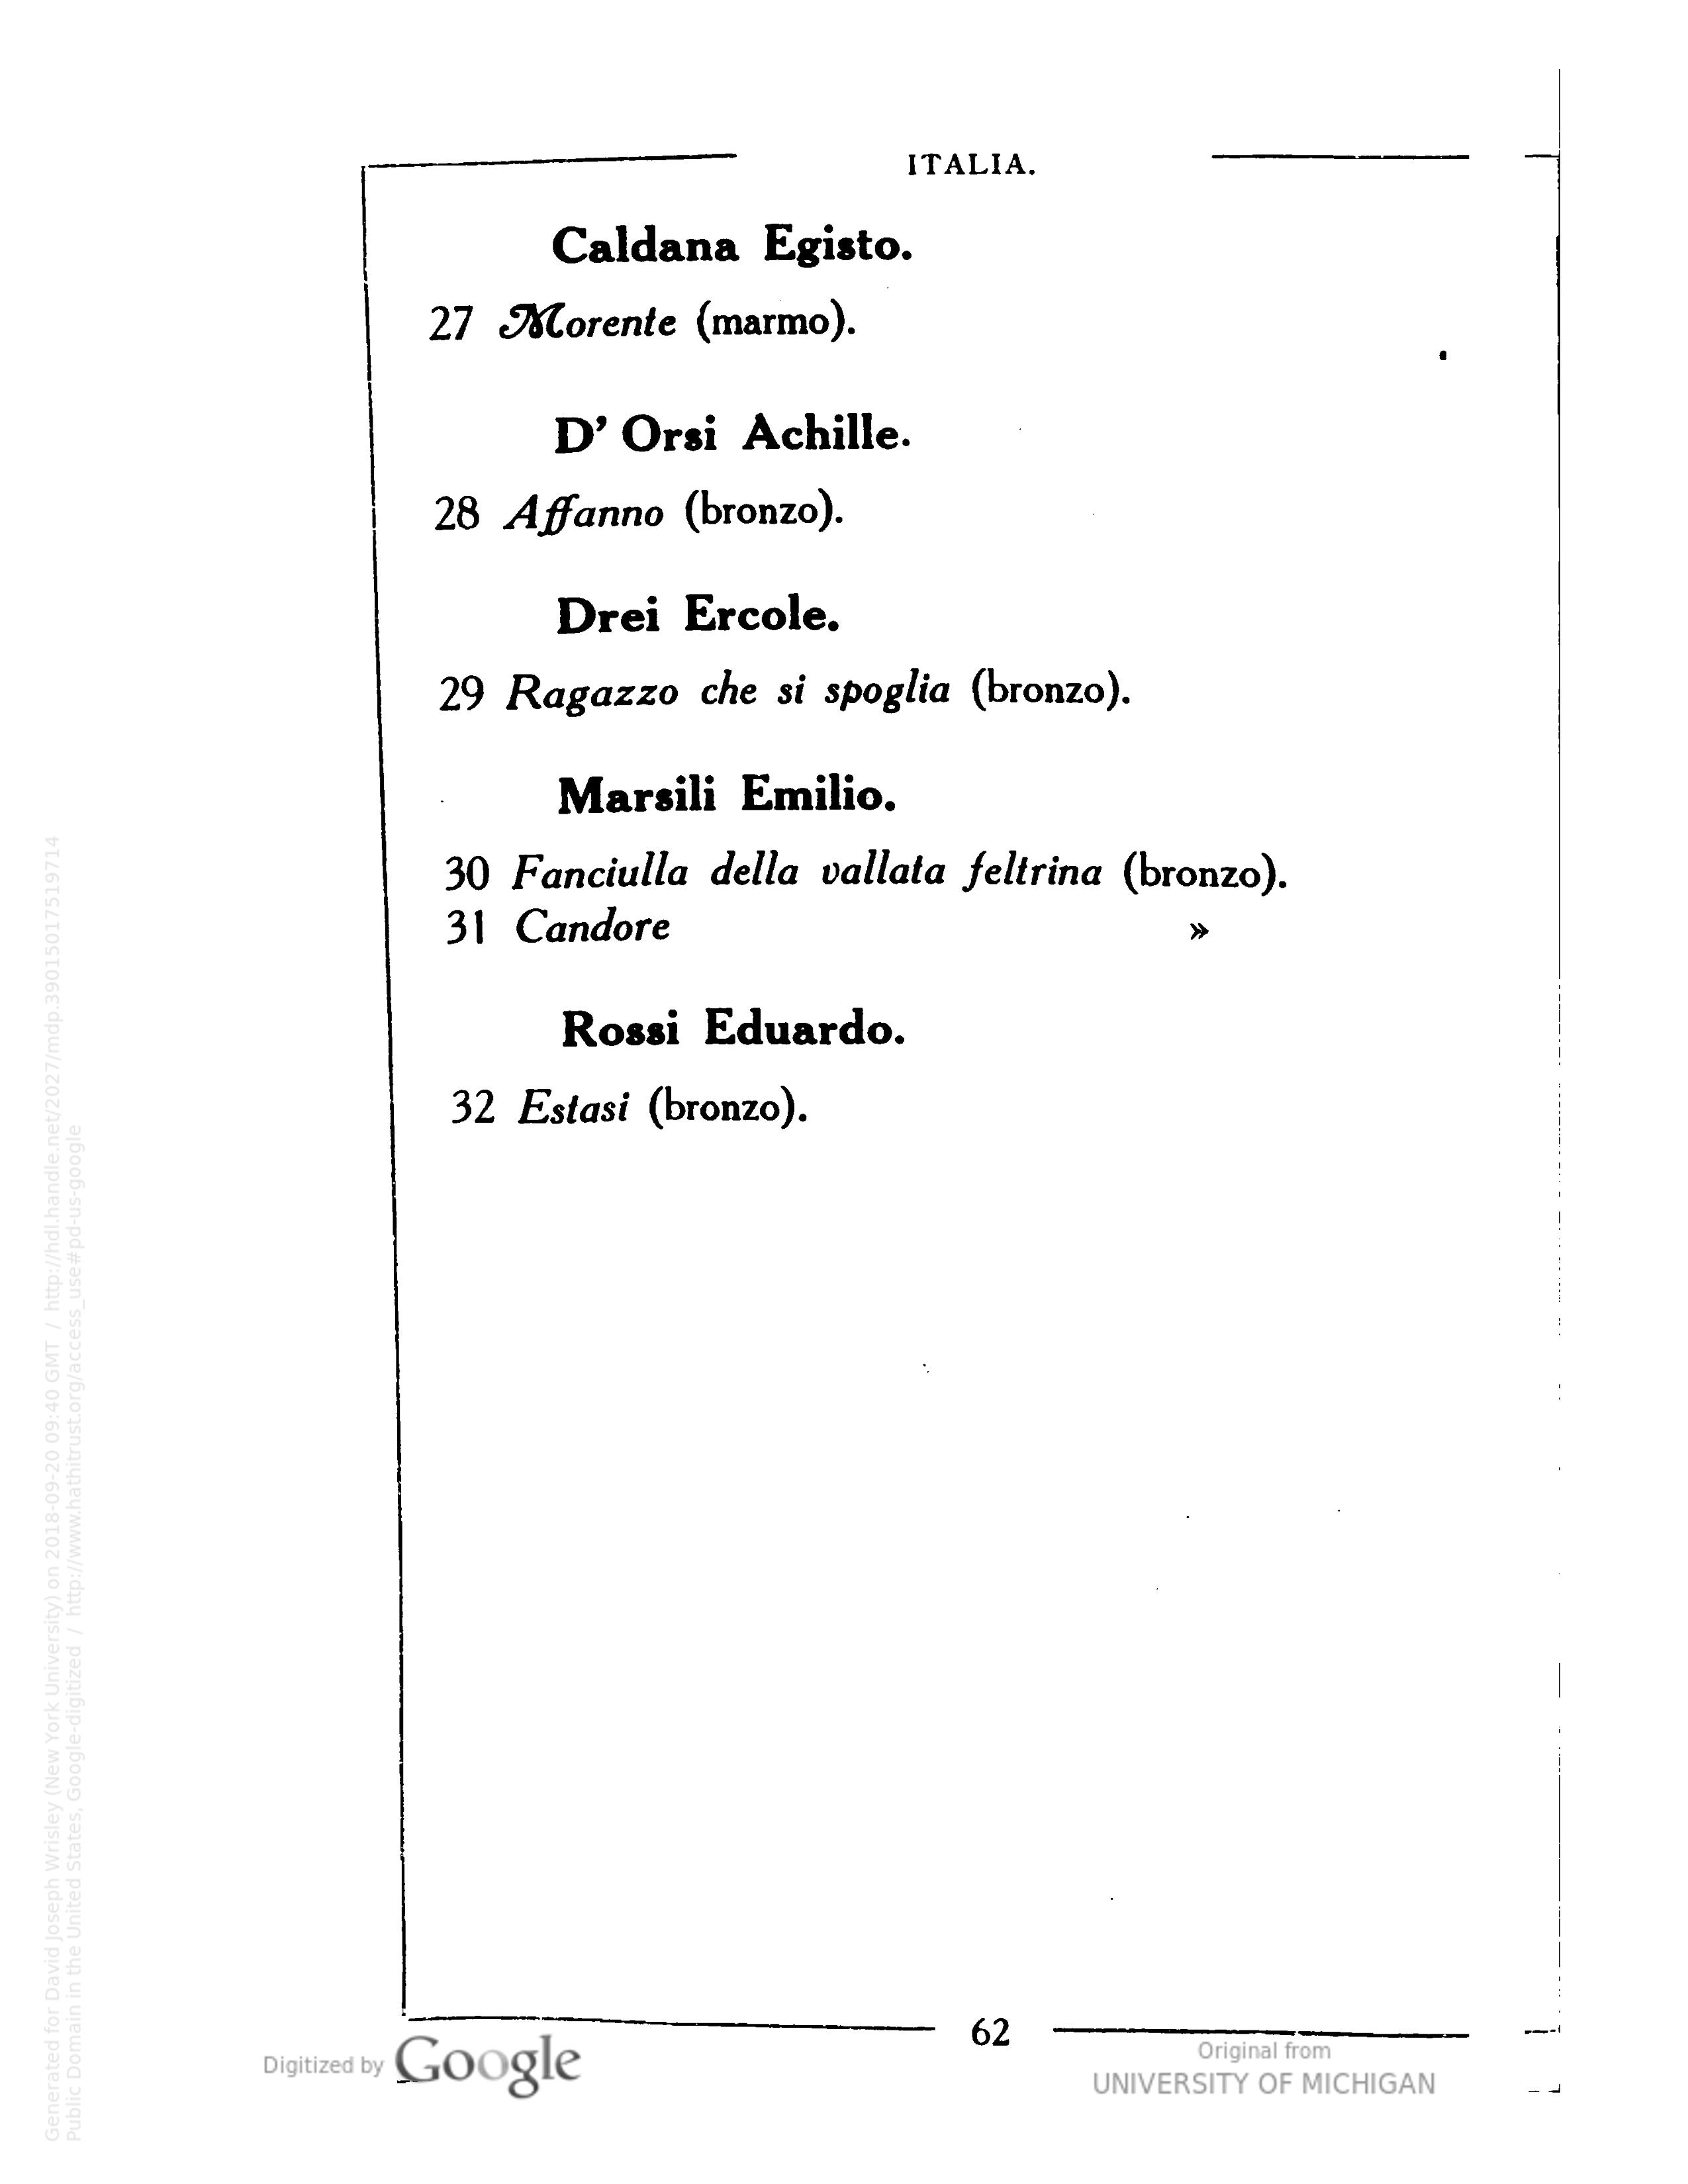 ITALIA.
Caldana Egisto.
27 Morente (marmo).
D' Orsi Achille.
28 Affanno (bronzo).
Drei Ercole.
29 Ragazzo che si spoglia (bronzo).
Marsili Emilio.
30 Fanciulla della vallata feltrina (bronzo).
31 Candore »
Rossi Eduardo.
32 Estasi (bronzo).
62
Digitized by Google
Original from
UNIVERSITY OF MICHIGAN
Generated for David Joseph Wrisley (New York University) on 2018-09-20 09:40 GMT / http://hdl.handle.net/2027/mdp.39015017519714
Public Domain in the United States, Google-digitized / http://www.hathitrust.org/access_use#pd-us-google